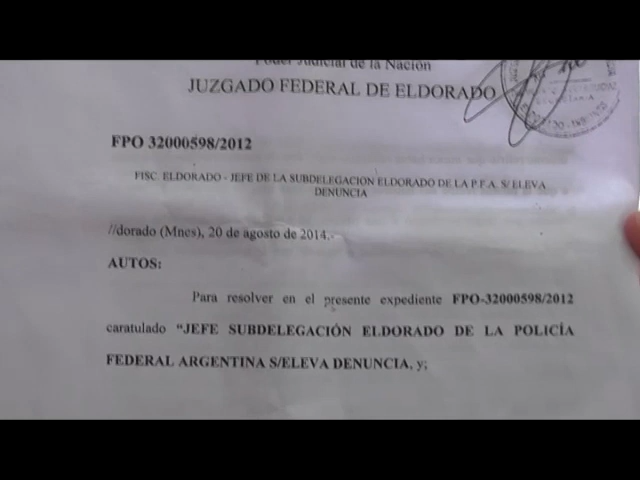 Poder Judicial de la Nación
JUZGADO FEDERAL DE ELDORADO
FPO 32000598/2012
FISC. ELDORADO - JEFE DE LA SUBDELEGACION ELDORADO DE LA P.F.A. S/ ELEVA
DENUNCIA
//dorado (Mnes), 20 de agosto de 2014.-
AUTOS:
Para resolver en el presente expediente FPO-32000598/2012
caratulado "JEFE SUBDELEGACIÓN ELDORADO DE LA POLICÍA
FEDERAL ARGENTINA S/ELEVA DENUNCIA, y;